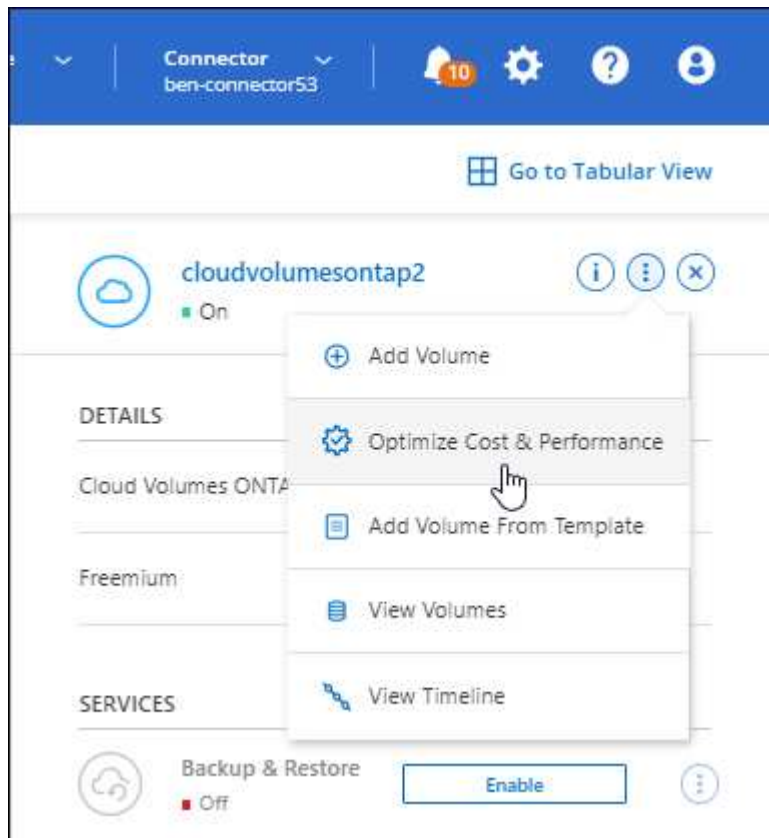 Connector
ben-connector53
10
Go to Tabular View
cloudvolumesontap2
On
Add Volume
DETAILS
Optimize Cost & Performance
Cloud Volumes ONTA
Add Volume From Template
Freemium
View Volumes
View Timeline
SERVICES
Backup & Restore
Off
Enable